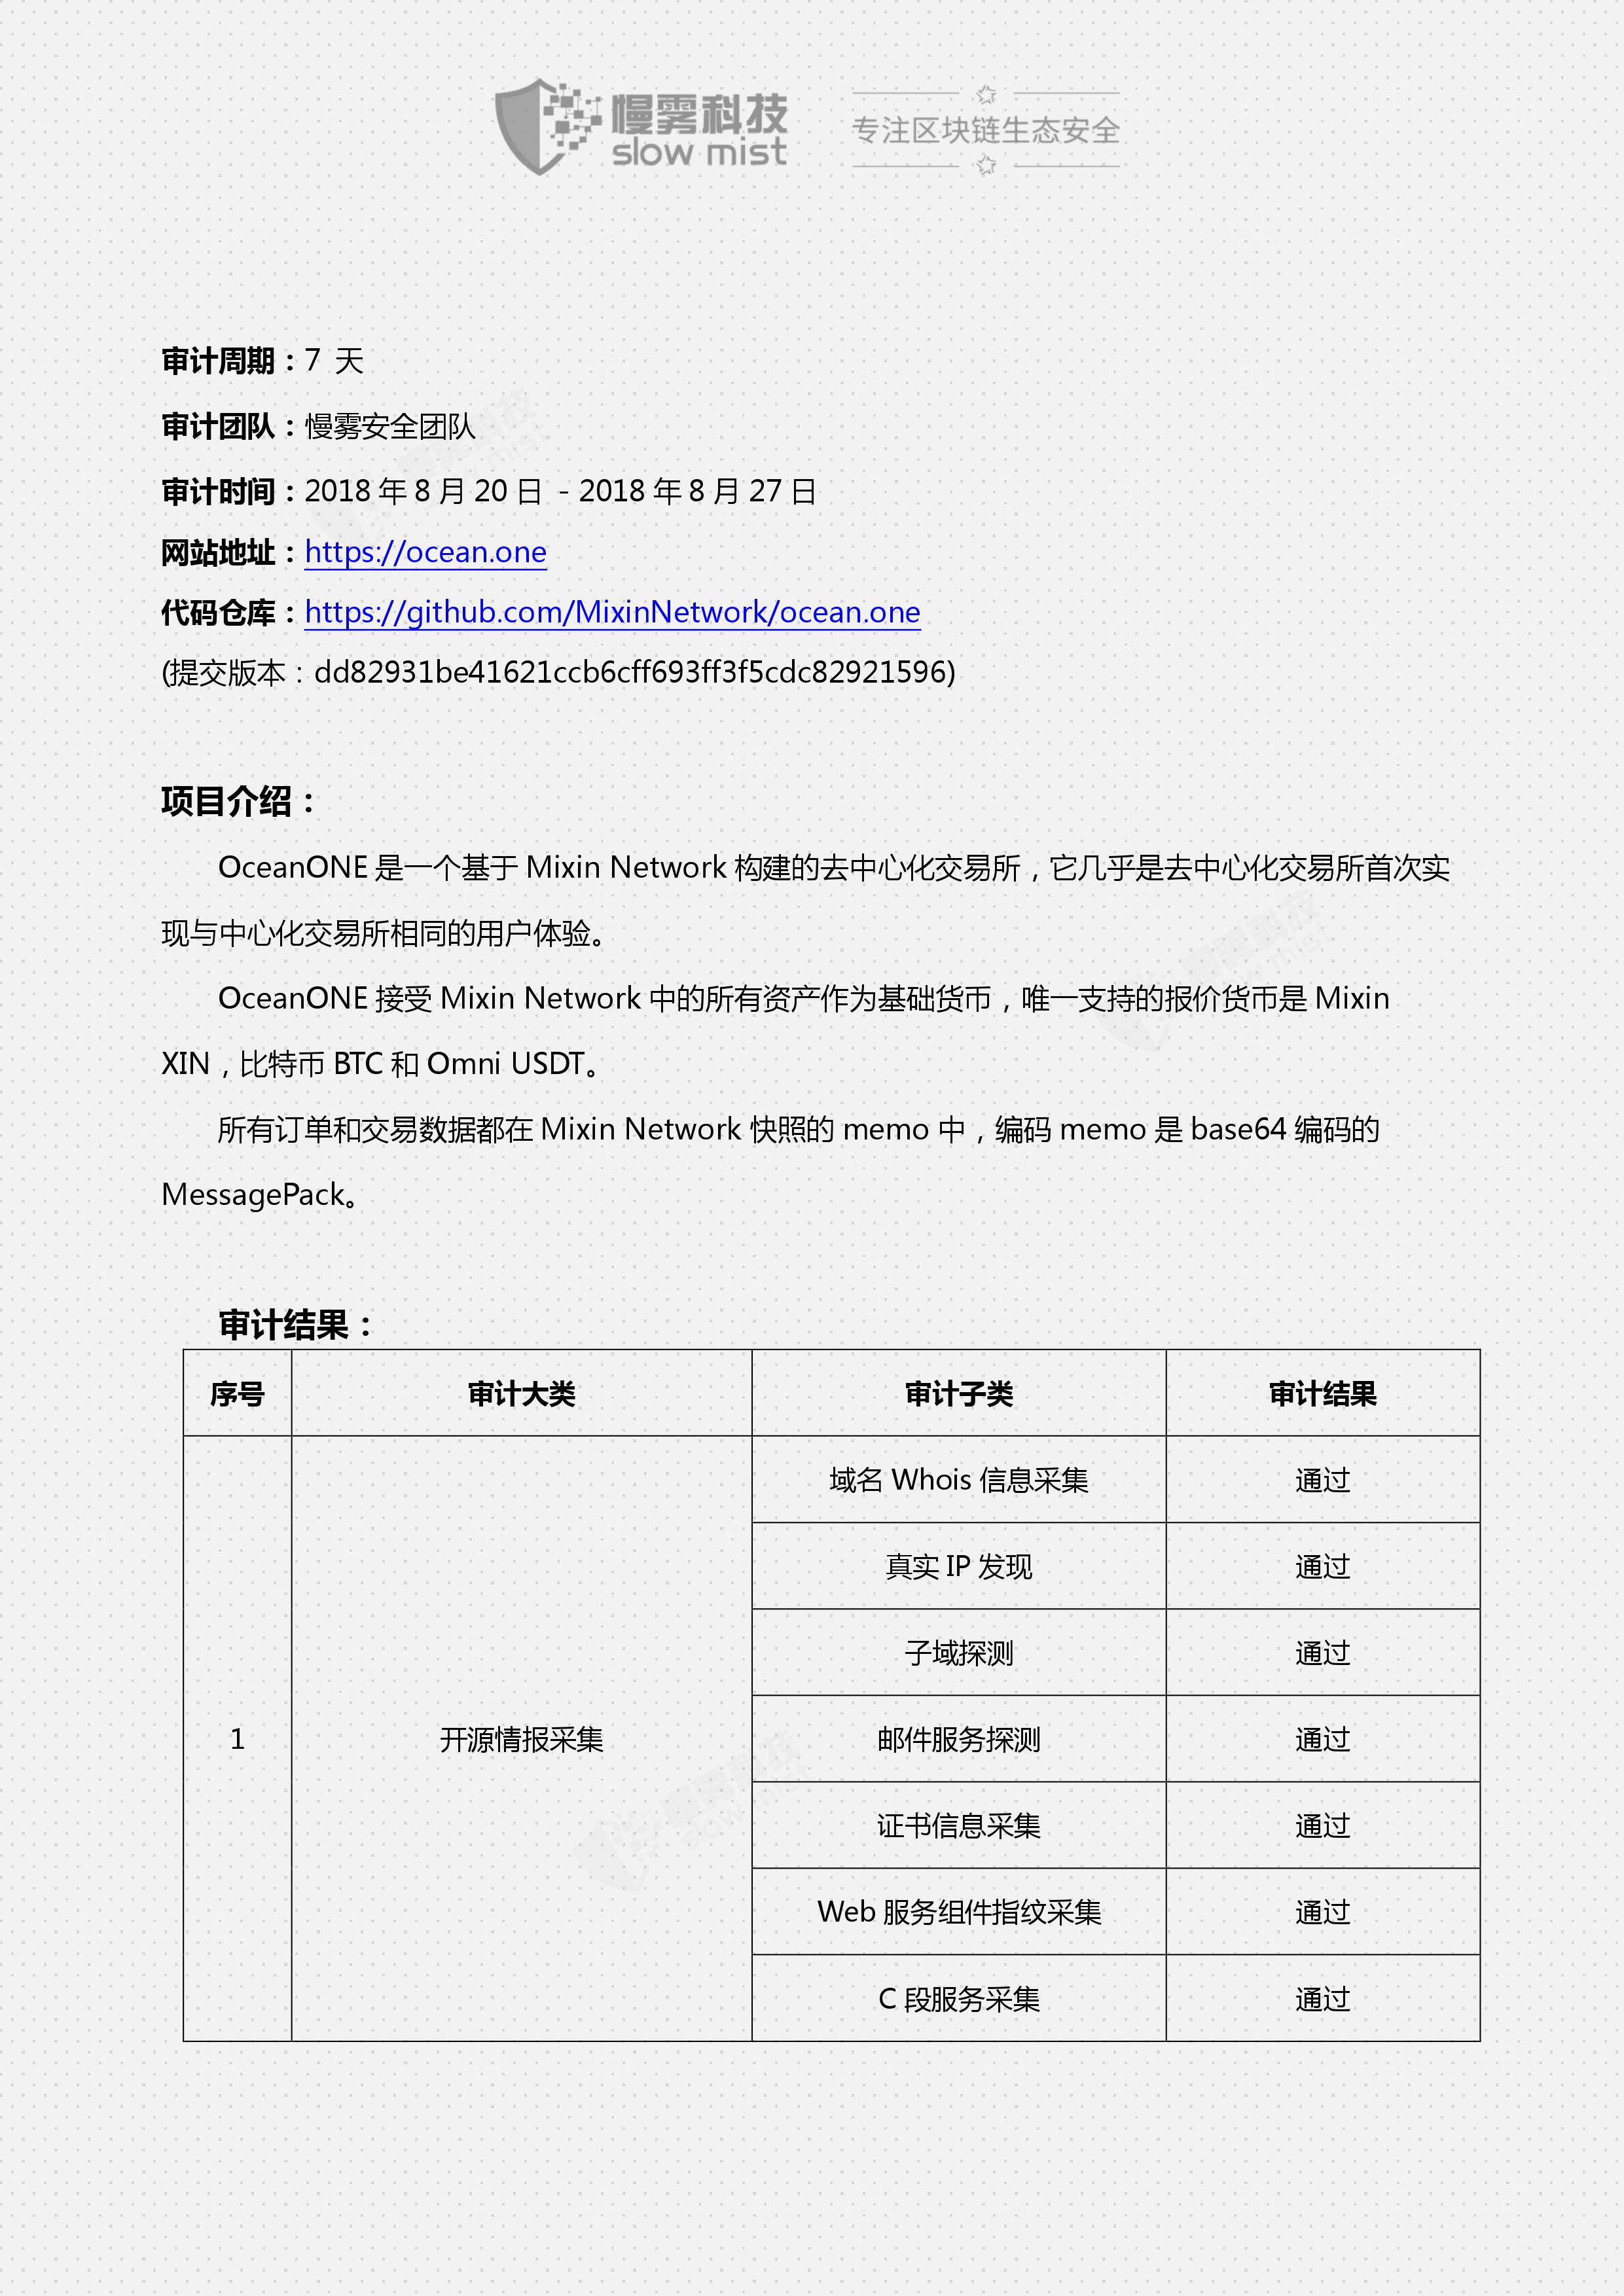 慢雾科技
slow mist
专注区块链生态安全
审计周期：7 天
审计团队：慢雾安全团队
审计时间：2018 年 8 月 20 日 - 2018 年 8 月 27 日
网站地址：https://ocean.one
代码仓库：https://github.com/MixinNetwork/ocean.one
(提交版本：dd82931be41621ccb6cff693ff3f5cdc82921596)
项目介绍：
OceanONE 是一个基于 Mixin Network 构建的去中心化交易所，它几乎是去中心化交易所首次实
现与中心化交易所相同的用户体验。
OceanONE 接受 Mixin Network 中的所有资产作为基础货币，唯一支持的报价货币是 Mixin
XIN，比特币 BTC 和 Omni USDT。
所有订单和交易数据都在 Mixin Network 快照的 memo 中，编码 memo 是 base64 编码的
MessagePack。
审计结果：
序号 审计大类 审计子类 审计结果
域名 Whois 信息采集 通过
真实 IP 发现 通过
子域探测 通过
1 开源情报采集 邮件服务探测 通过
证书信息采集 通过
Web 服务组件指纹采集 通过
C 段服务采集 通过